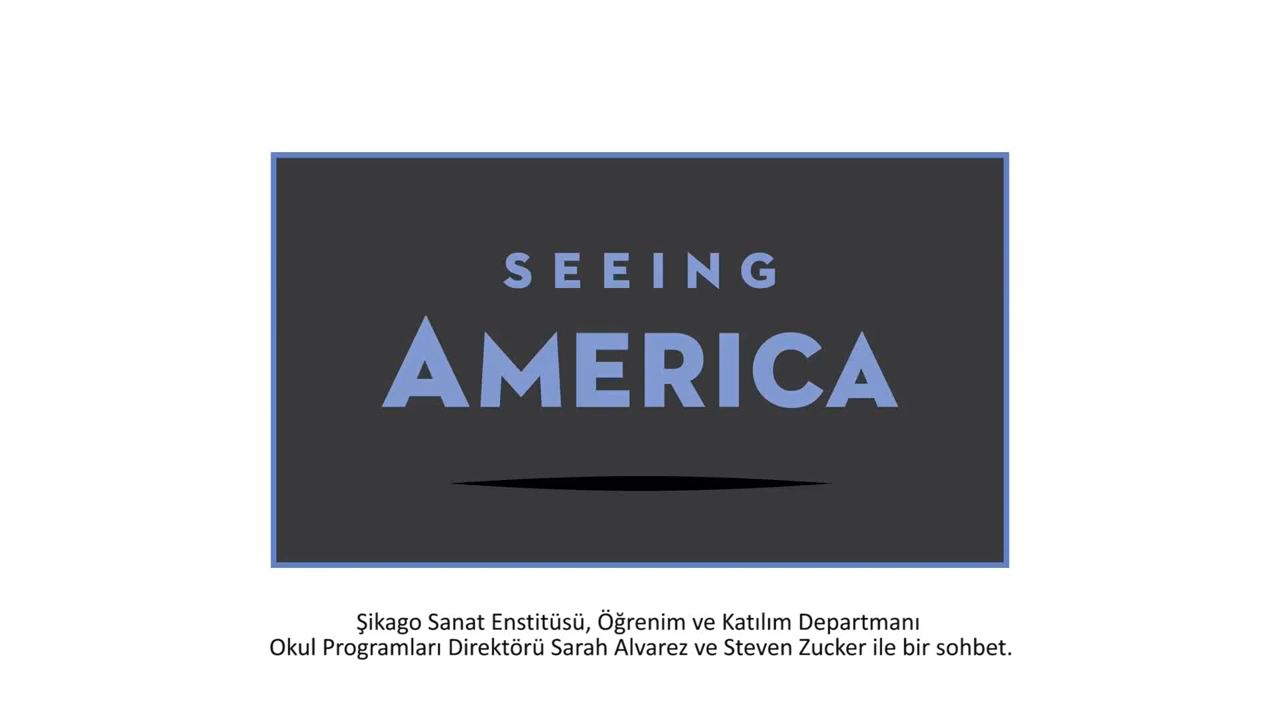 SEEING
AMERICA
Şikago Sanat Enstitüsü, Öğrenim ve Katılım Departmanı
Okul Programları Direktörü Sarah Alvarez ve Steven Zucker ile bir sohbet.